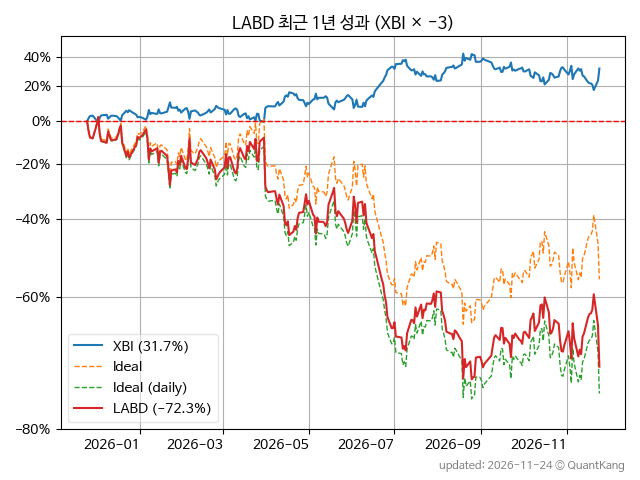 LABD 최근 1년 성과 (XBI × −3)
40%
20%
0%
−20%
−40%
−60%
−80%
XBI (31.7%)
Ideal
Ideal (daily)
LABD (−72.3%)
2026-01
2026-03
2026-05
2026-07
2026-09
2026-11
updated: 2026-11-24 © QuantKang